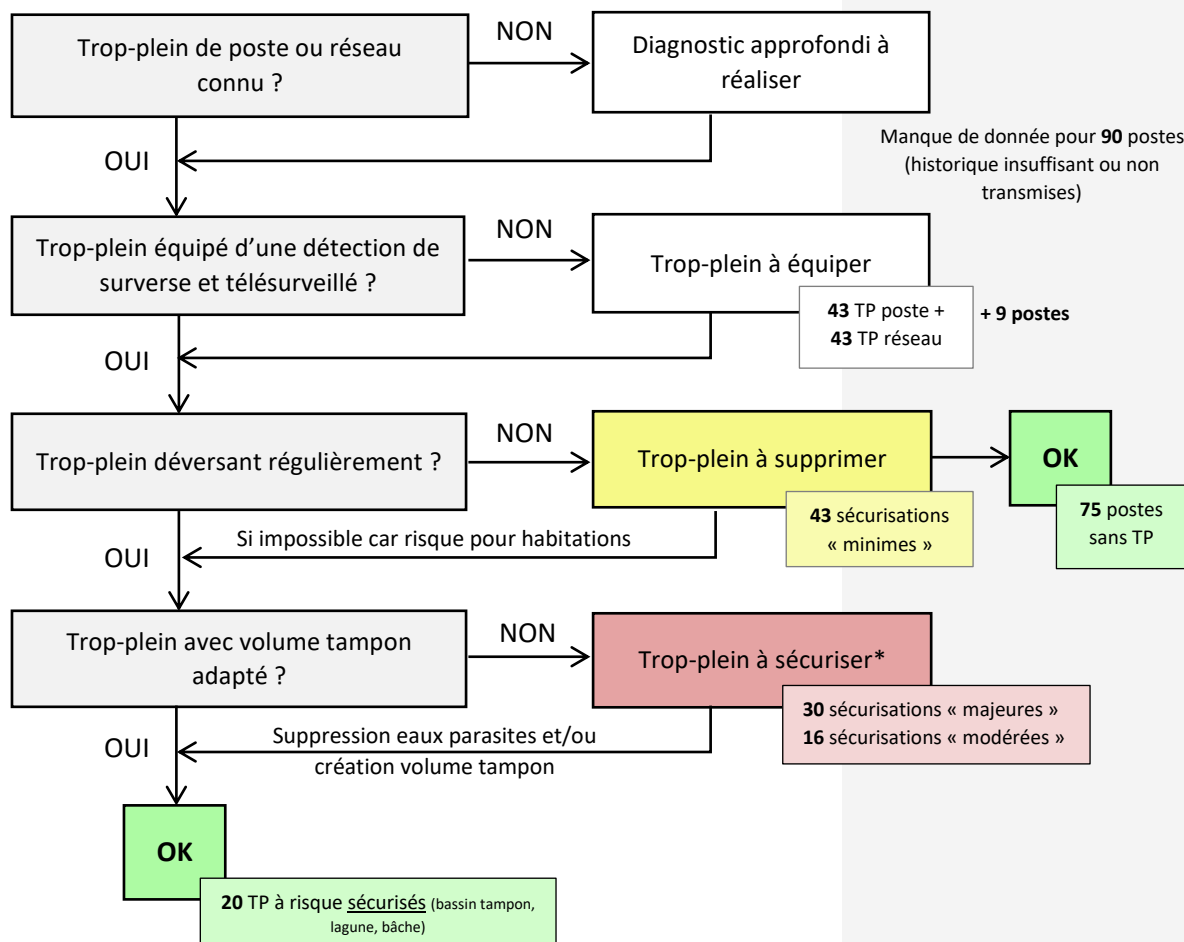 Trop-plein de poste ou réseau
connu ?
NON
Diagnostic approfondi à
réaliser
OUI
Manque de donnée pour 90 postes
(historique insuffisant ou non
transmises)
Trop-plein équipé d’une détection de
surverse et télésurveillé ?
NON
Trop-plein à équiper
43 TP poste +
43 TP réseau
+ 9 postes
OUI
Trop-plein déversant régulièrement ?
NON
Trop-plein à supprimer
OK
43 sécurisations
« minimes »
75 postes
sans TP
Si impossible car risque pour habitations
OUI
Trop-plein avec volume tampon
adapté ?
NON
Trop-plein à sécuriser*
30 sécurisations « majeures »
16 sécurisations « modérées »
OUI
Suppression eaux parasites et/ou
création volume tampon
OK
20 TP à risque sécurisés (bassin tampon,
lagune, bâche)